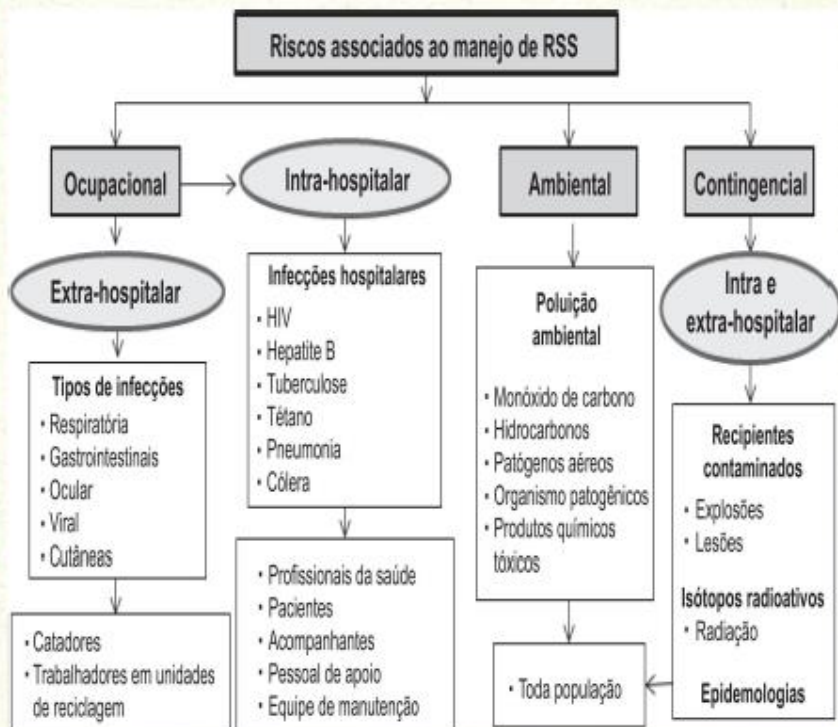 Riscos associados ao manejo de RSS
Ocupacional
Intra-hospitalar
Ambiental
Contingencial
Extra-hospitalar
Tipos de infecções
• Respiratória
• Gastrointestinais
• Ocular
• Viral
• Cutâneas
• Catadores
• Trabalhadores em unidades
de reciclagem
Infecções hospitalares
• HIV
• Hepatite B
• Tuberculose
• Tétano
• Pneumonia
• Cólera
• Profissionais da saúde
• Pacientes
• Acompanhantes
• Pessoal de apoio
• Equipe de manutenção
Poluição
ambiental
• Monóxido de carbono
• Hidrocarbonos
• Patógenos aéreos
• Organismo patogênicos
• Produtos químicos
tóxicos
• Toda população
Intra e
extra-hospitalar
Recipientes
contaminados
• Explosões
• Lesões
Isótopos radioativos
• Radiação
Epidemologias